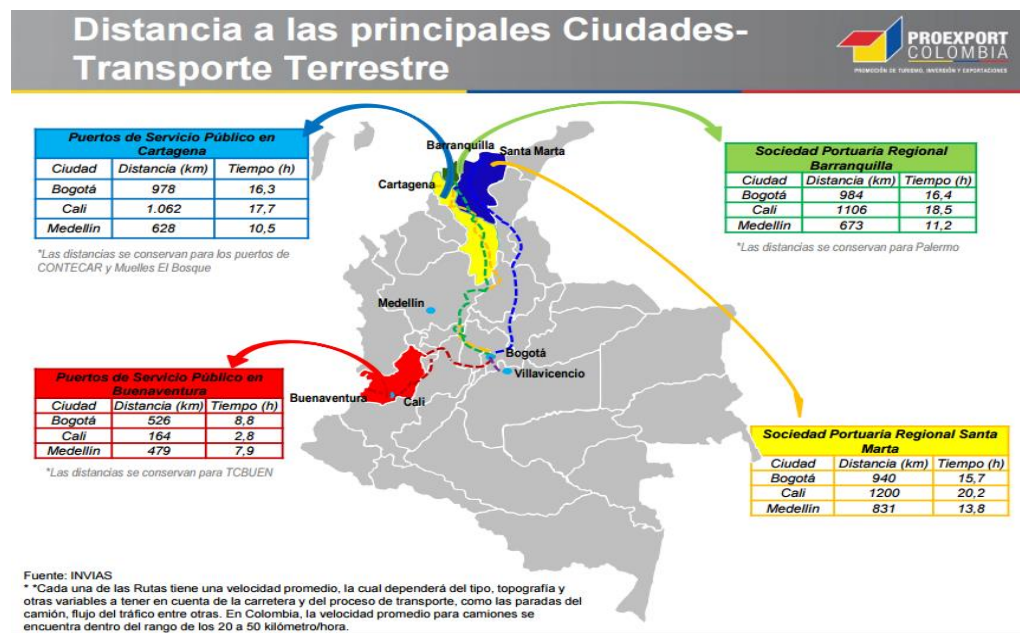 Distancia a las principales Ciudades-
Transporte Terrestre
PROEXPORT
COLOMBIA
PROMOCIÓN DE TURISMO, INVERSIÓN Y EXPORTACIONES
Puertos de Servicio Público en
Cartagena
Ciudad Distancia (km) Tiempo (h)
Bogotá 978 16,3
Cali 1.062 17,7
Medellín 628 10,5
*Las distancias se conservan para los puertos de
CONTECAR y Muelles El Bosque
Barranquilla
Santa Marta
Cartagena
Sociedad Portuaria Regional
Barranquilla
Ciudad Distancia (km) Tiempo (h)
Bogotá 984 16,4
Cali 1106 18,5
Medellín 673 11,2
*Las distancias se conservan para Palermo
Medellín
Bogotá
Villavicencio
Buenaventura
Cali
Puertos de Servicio Público en
Buenaventura
Ciudad Distancia (km) Tiempo (h)
Bogotá 526 8,8
Cali 164 2,8
Medellín 479 7,9
*Las distancias se conservan para TCBUEN
Sociedad Portuaria Regional Santa
Marta
Ciudad Distancia (km) Tiempo (h)
Bogotá 940 15,7
Cali 1200 20,2
Medellín 831 13,8
Fuente: INVIAS
* *Cada una de las Rutas tiene una velocidad promedio, la cual dependerá del tipo, topografía y
otras variables a tener en cuenta de la carretera y del proceso de transporte, como las paradas del
camión, flujo del tráfico entre otras. En Colombia, la velocidad promedio para camiones se
encuentra dentro del rango de los 20 a 50 kilómetro/hora.